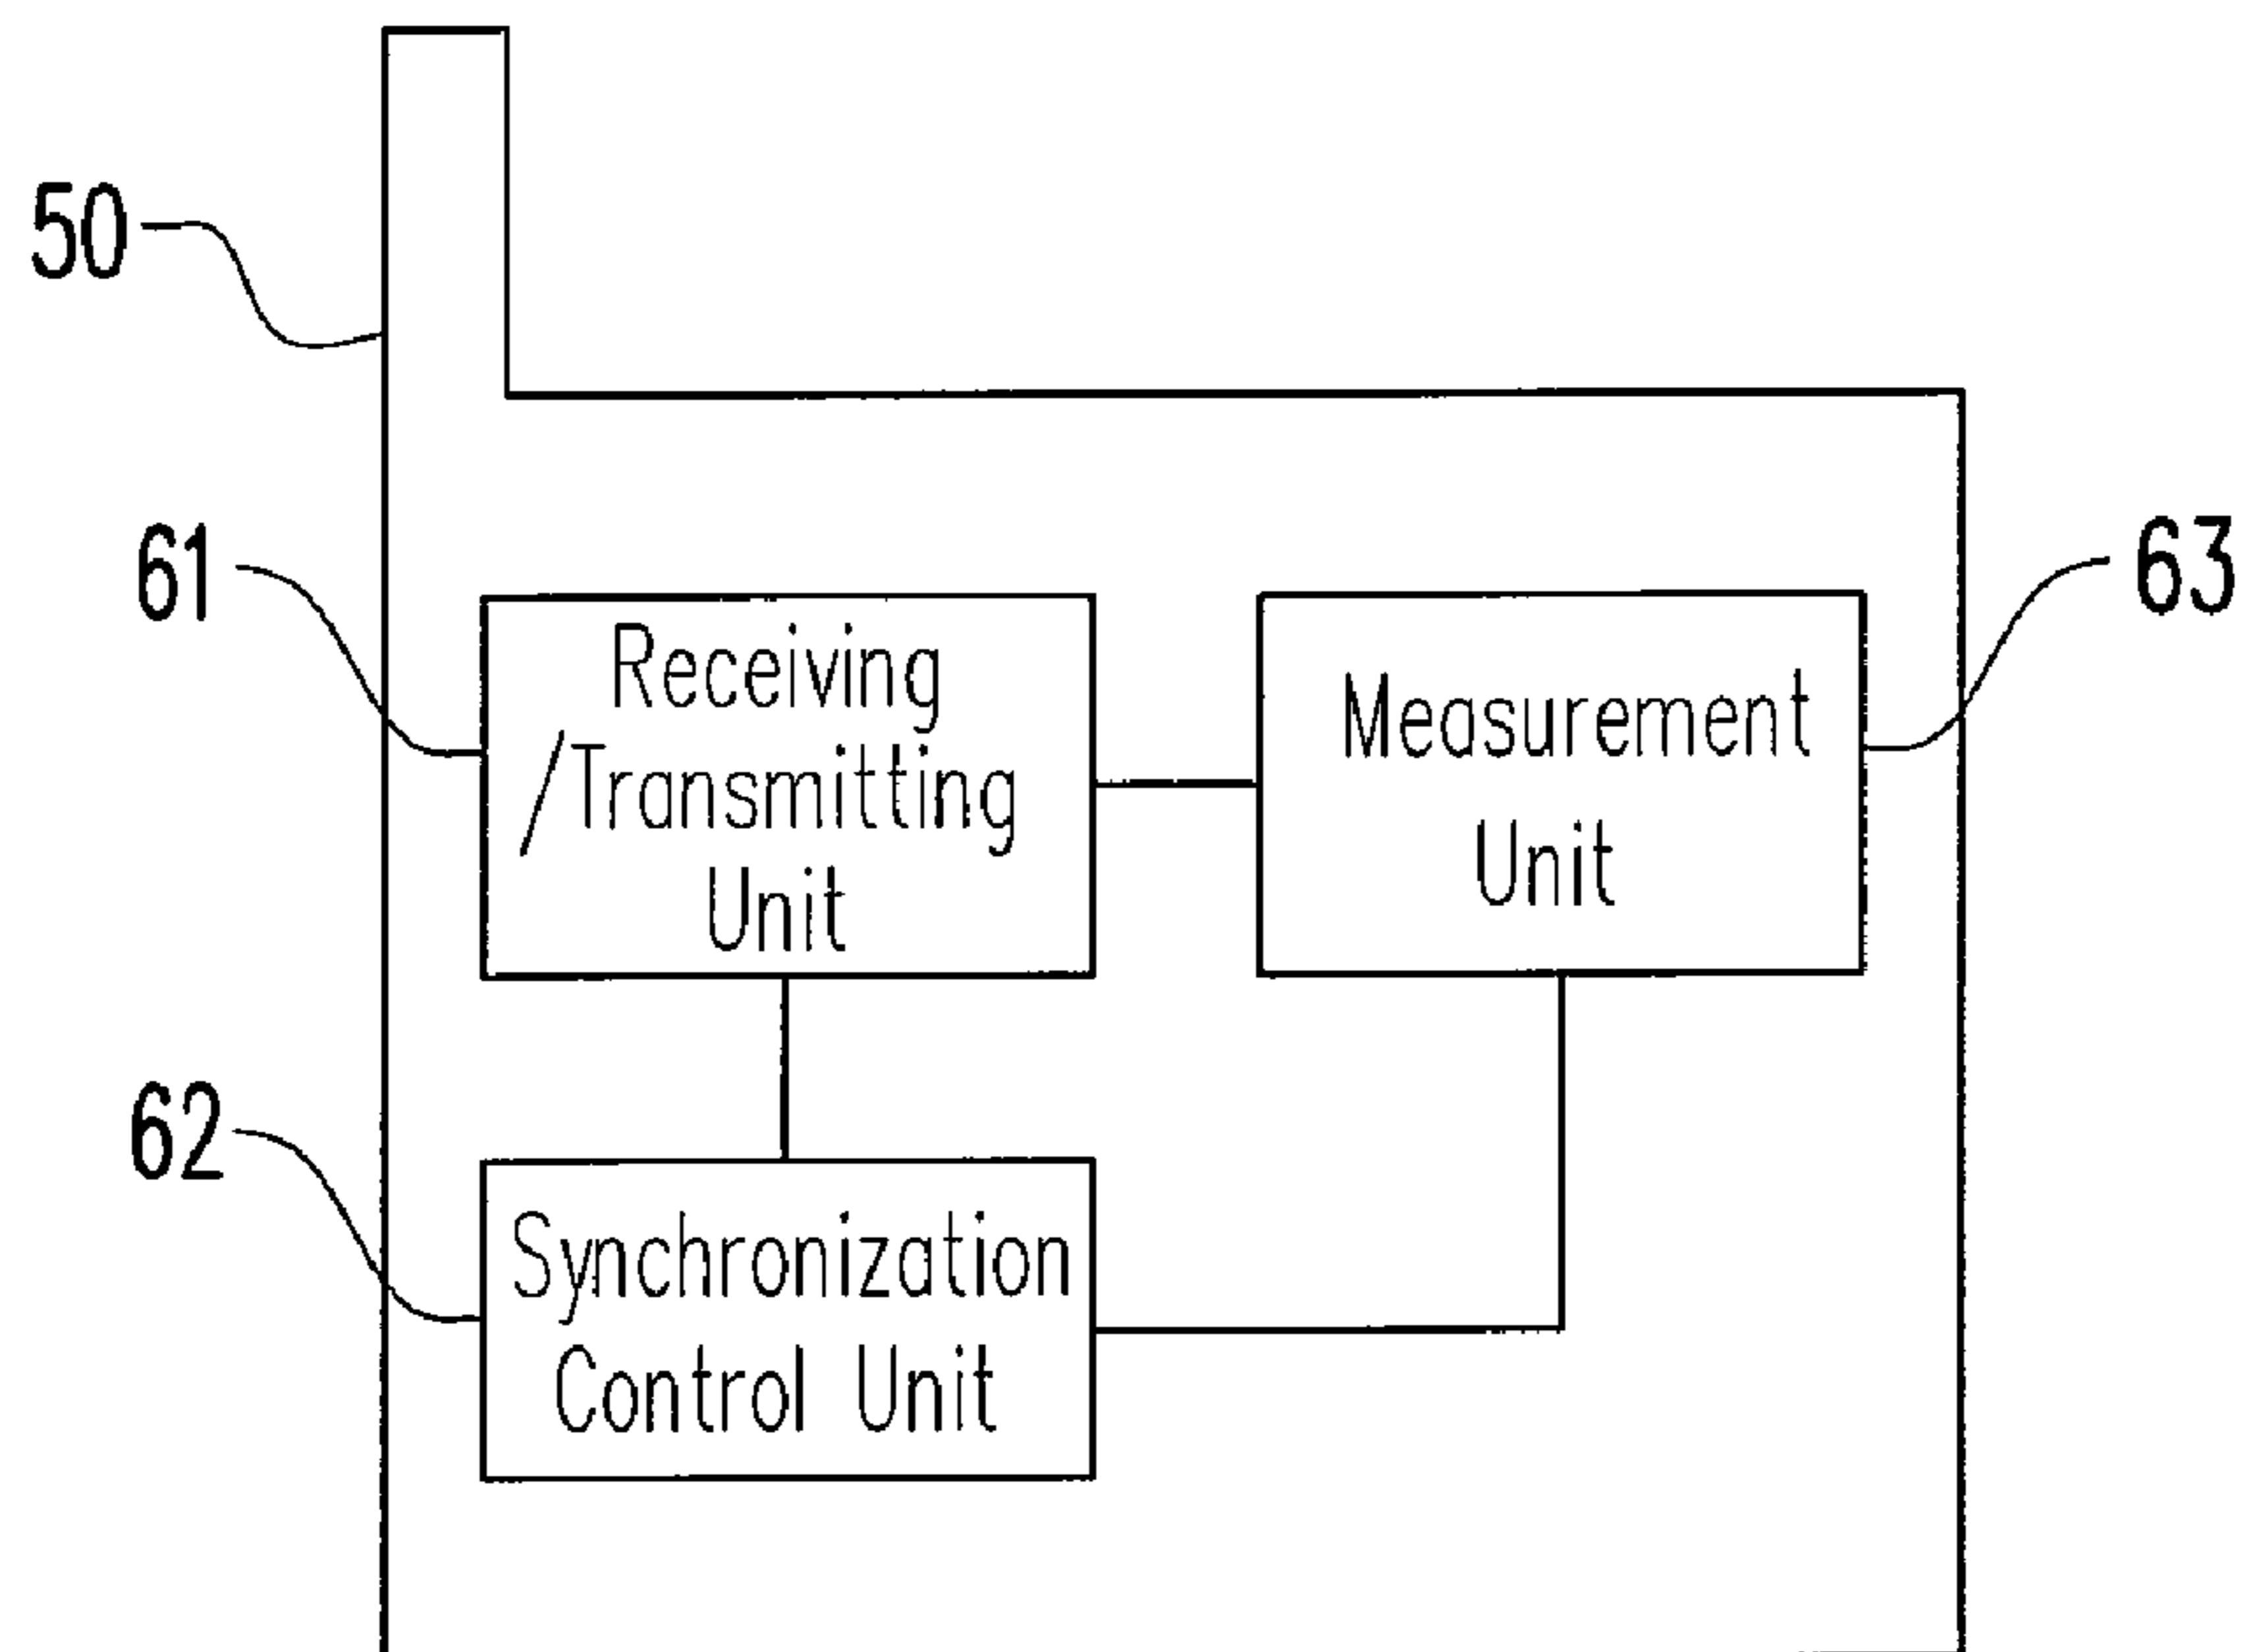 50
61
Receiving
/Transmitting
Unit
Measurement
Unit
63
62
Synchronization
Control Unit